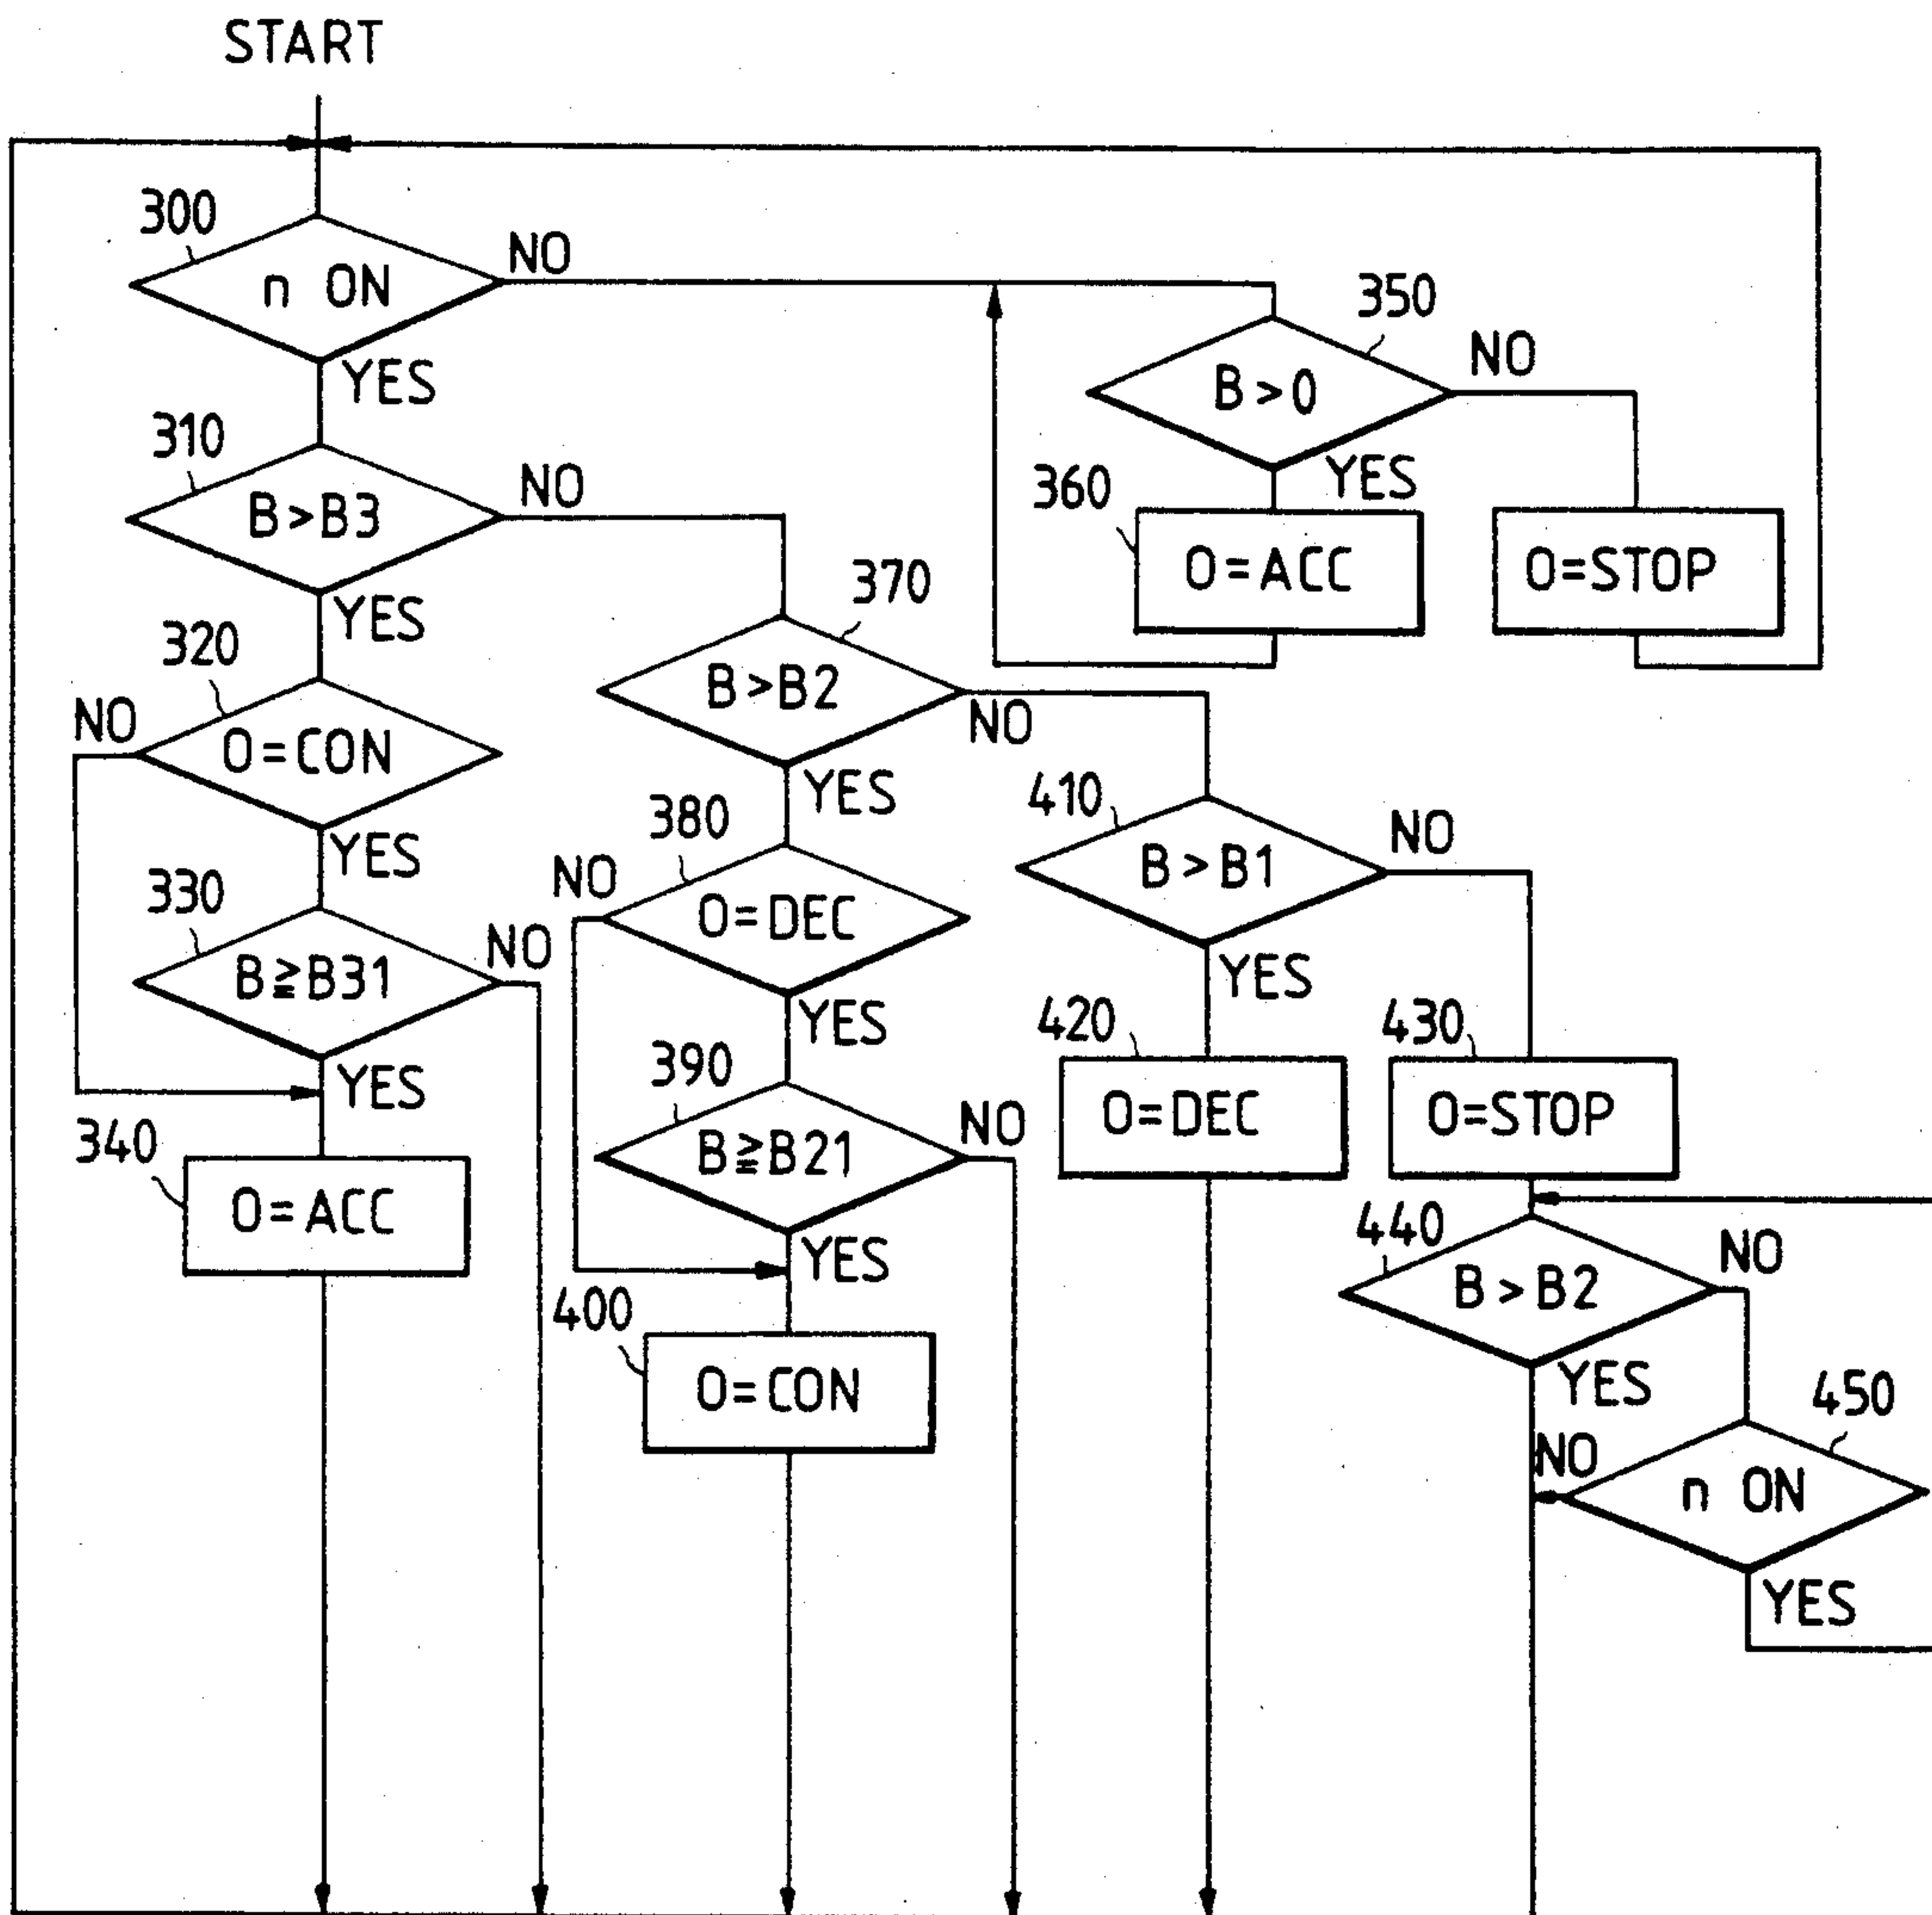 START
300
n ON
NO
YES
350
B>0
NO
YES
360
O=ACC
O=STOP
310
B>B3
NO
YES
320
NO
O=CON
YES
330
B≧B31
NO
YES
340
O=ACC
370
B>B2
NO
YES
380
NO
O=DEC
YES
390
B≧B21
NO
YES
400
O=CON
410
B>B1
NO
YES
420
O=DEC
430
O=STOP
440
B>B2
NO
YES
450
NO
n ON
YES